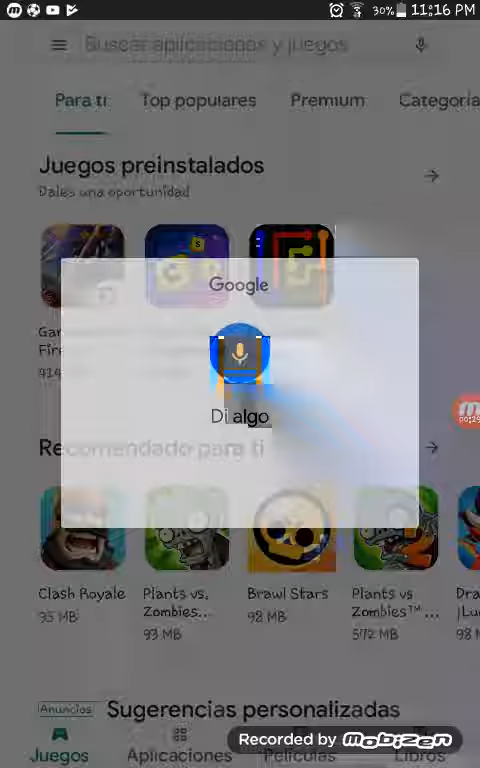 30% 11:16 PM
Buscar aplicaciones y juegos
Para ti Top populares Premium Categoría
Juegos preinstalados
Dales una oportunidad
Google
Di algo
Recomendado para ti
00:29
Clash Royale
95 MB
Plants vs.
Zombies...
93 MB
Brawl Stars
98 MB
Plants vs
Zombies™ ...
572 MB
98 M
Anuncios Sugerencias personalizadas
Juegos Aplicaciones Películas Libros
Recorded by mobizen